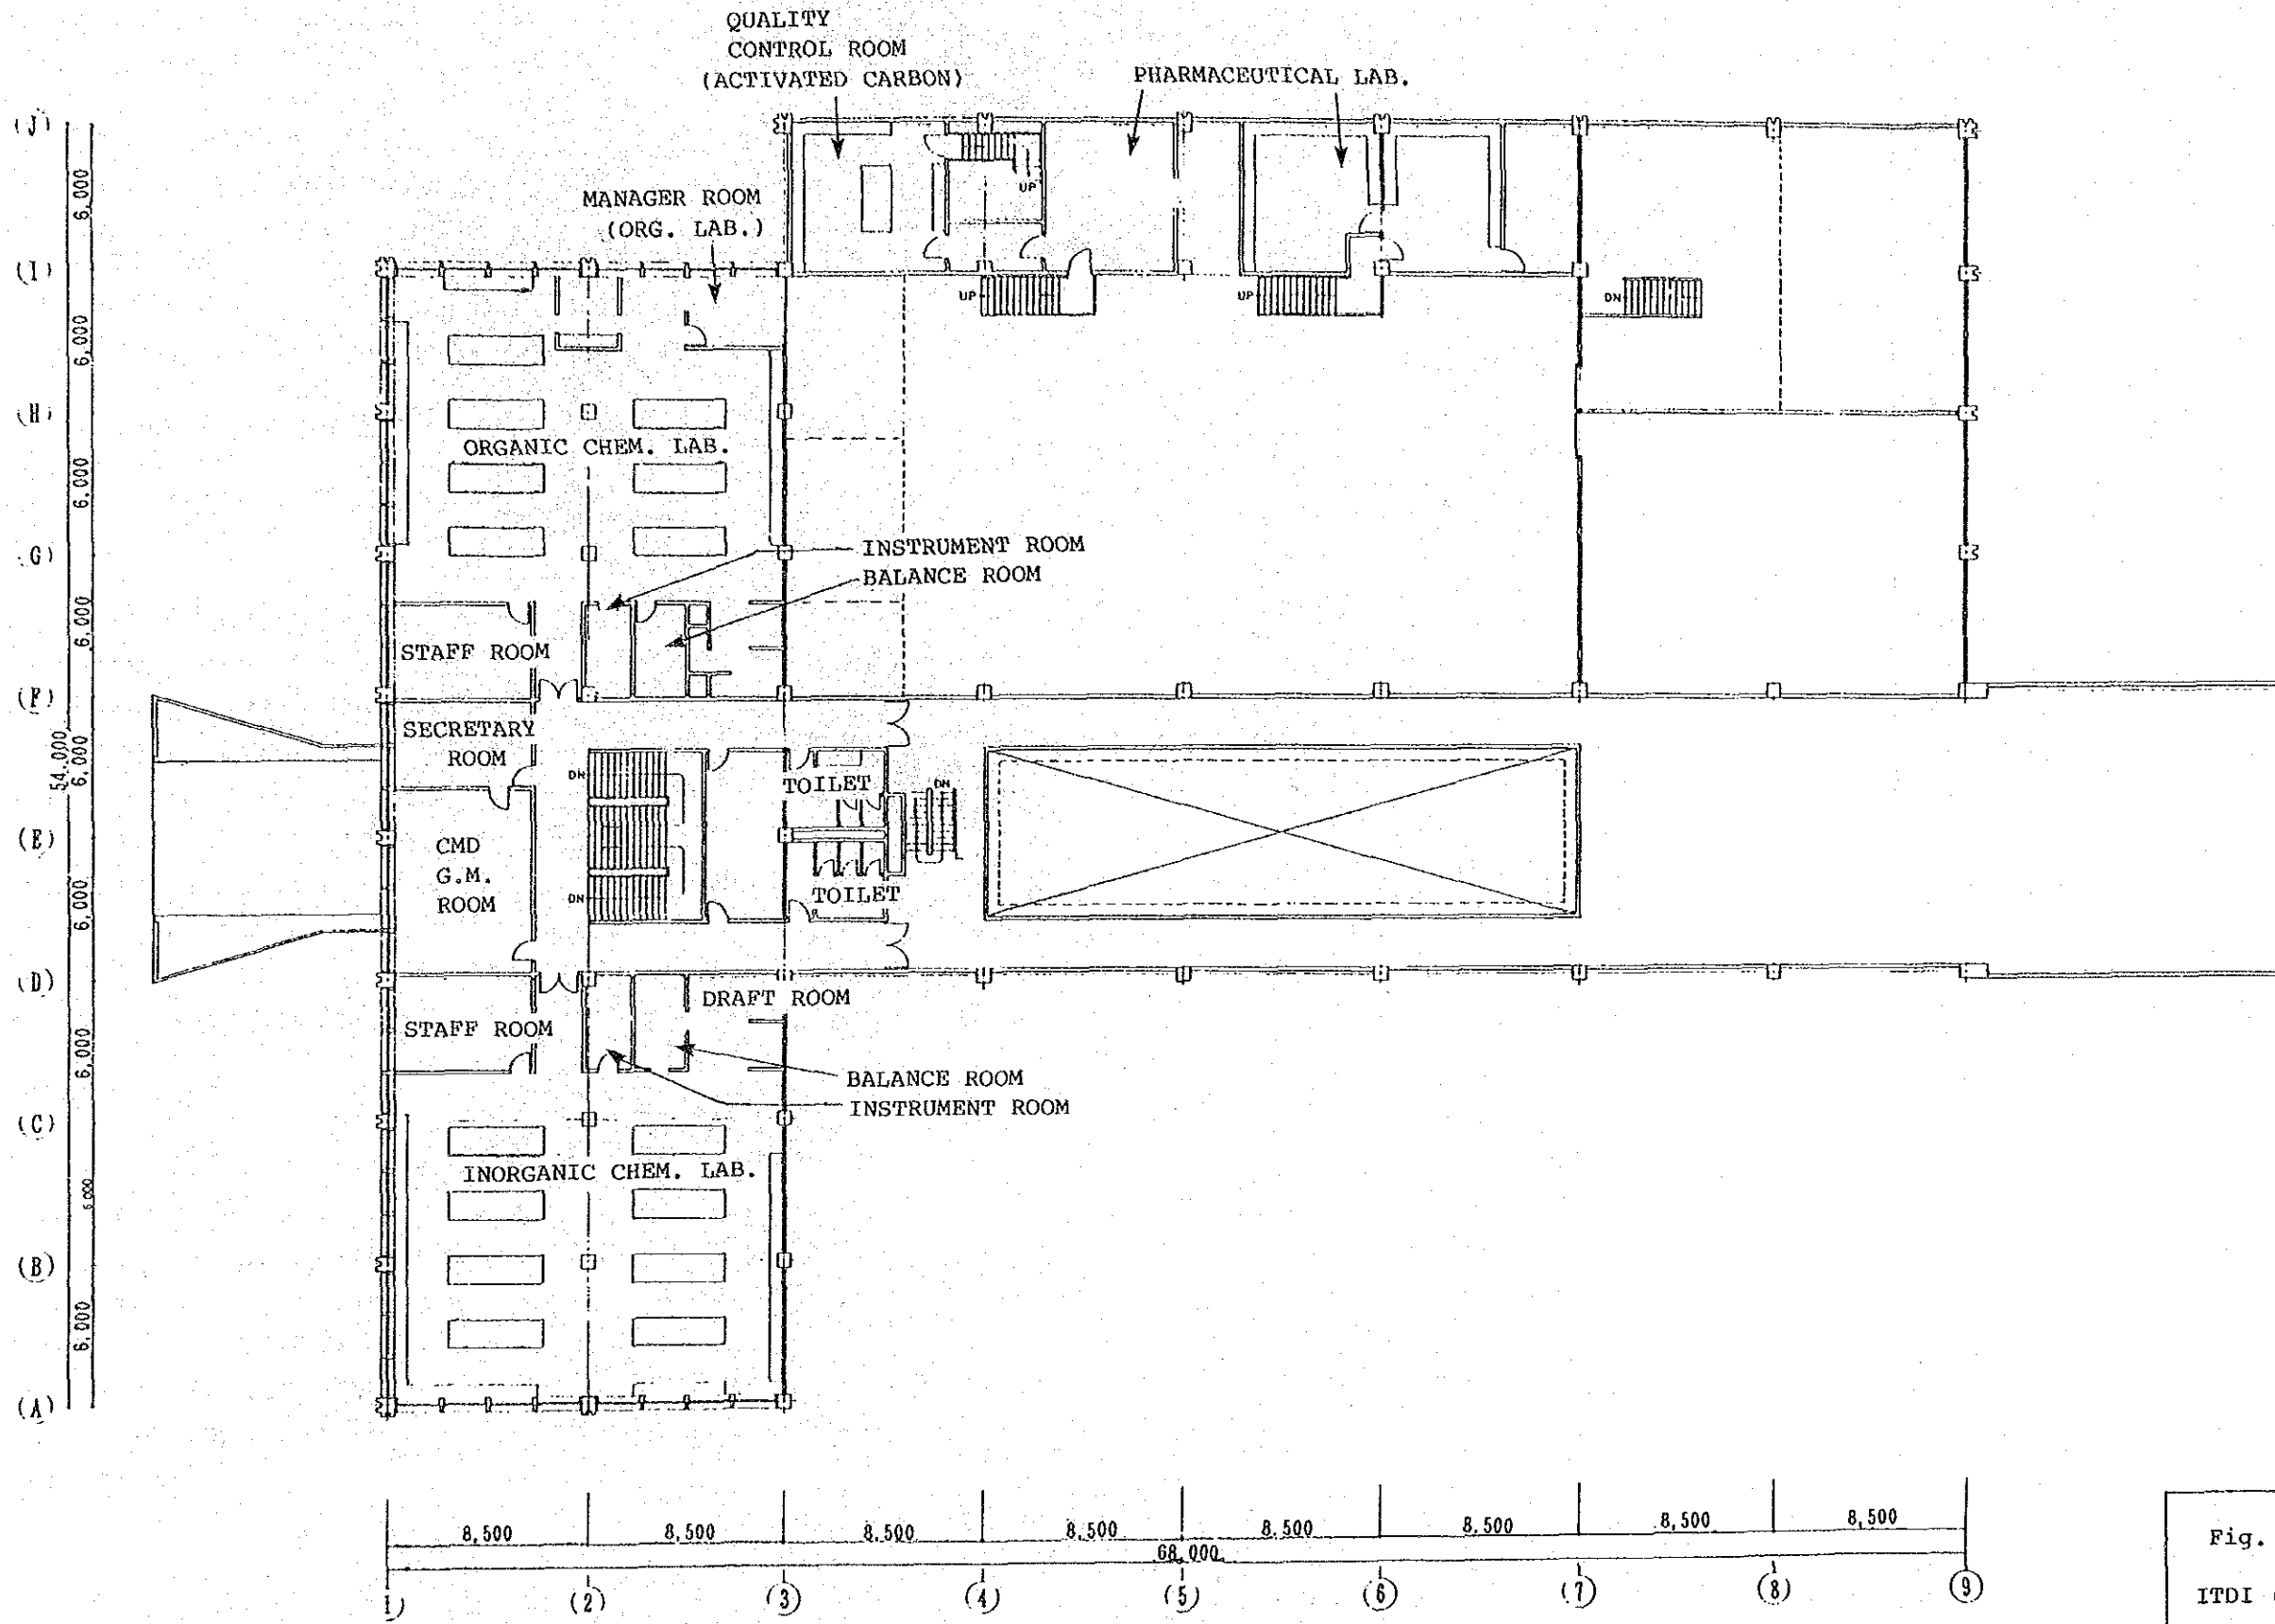 QUALITY
CONTROL ROOM
(ACTIVATED CARBON)
PHARMACEUTICAL LAB.
MANAGER ROOM
(ORG. LAB.)
UP
UP
UP
DN
ORGANIC CHEM. LAB.
INSTRUMENT ROOM
BALANCE ROOM
STAFF ROOM
SECRETARY
ROOM
DN
TOILET
DN
CMD
G.M.
ROOM
DN
TOILET
DRAFT ROOM
STAFF ROOM
BALANCE ROOM
INSTRUMENT ROOM
INORGANIC CHEM. LAB.
(J)
6,000
(I)
6,000
(H)
6,000
(G)
6,000
(F)
54,000
6,000
(E)
6,000
(D)
6,000
(C)
6,000
(B)
6,000
(A)
8,500 8,500 8,500 8,500 8,500 8,500 8,500 8,500
68,000
(1) (2) (3) (4) (5) (6) (7) (8) (9)
Fig.
ITDI